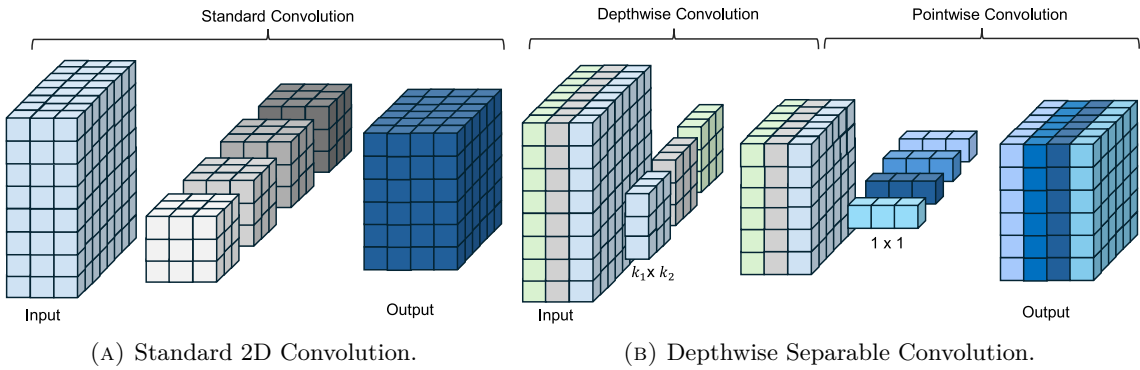 Standard Convolution
Depthwise Convolution
Pointwise Convolution
k₁ x k₂
1 x 1
Input
Output
Input
Output
(A) Standard 2D Convolution.
(B) Depthwise Separable Convolution.